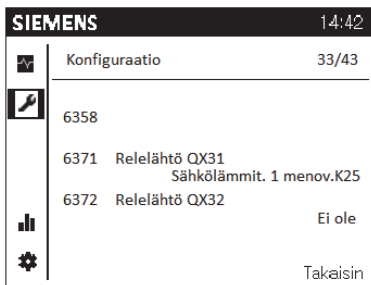 SIEMENS 14:42
Konfiguraatio 33/43
6358
6371 Relelähtö QX31
Sähkölämmit. 1 menov.K25
6372 Relelähtö QX32
Ei ole
Takaisin